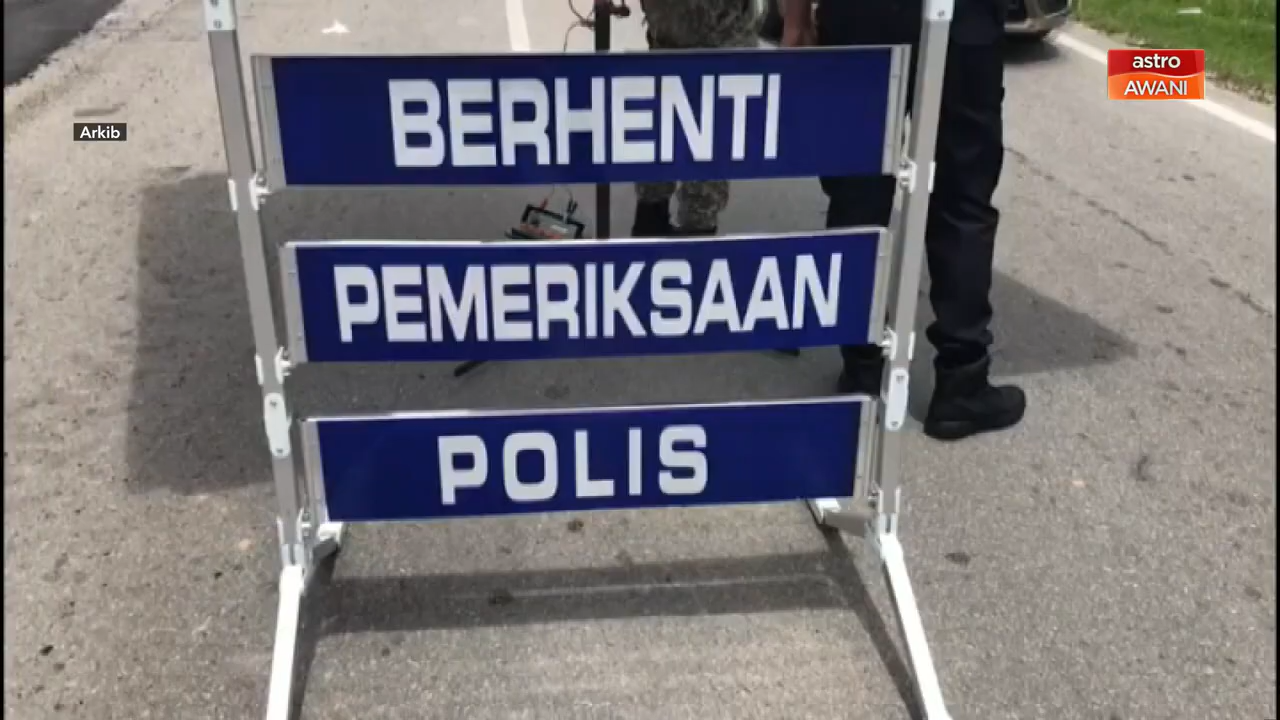 astro
AWANI
Arkib
BERHENTI
PEMERIKSAAN
POLIS